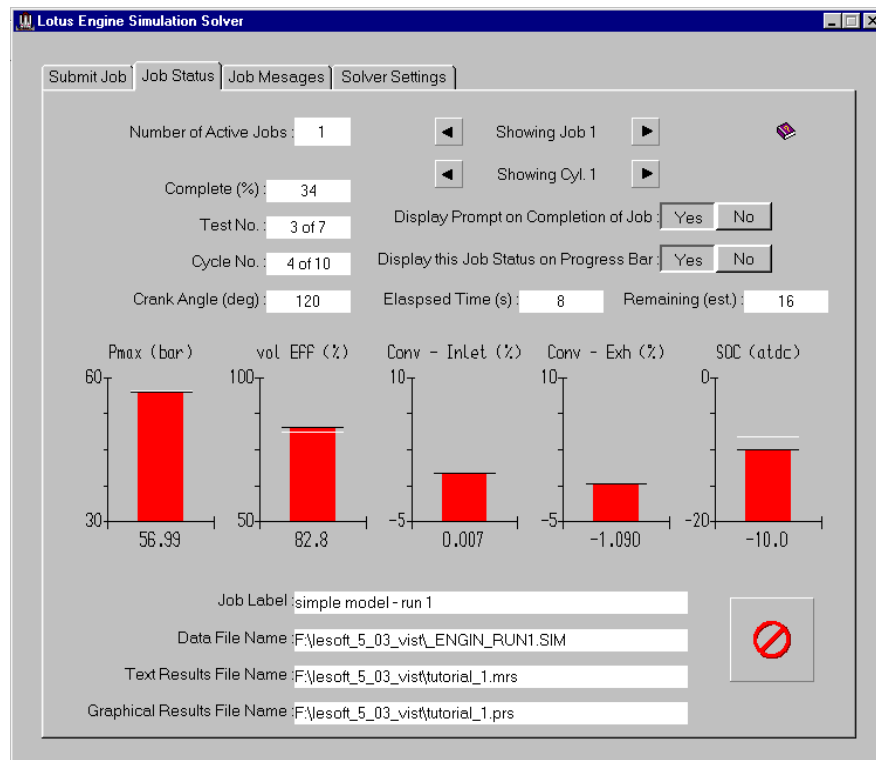 Lotus Engine Simulation Solver
Submit Job Job Status Job Mesages Solver Settings
Number of Active Jobs : 1 Showing Job 1
Showing Cyl. 1
Complete (%) : 34
Test No. : 3 of 7 Display Prompt on Completion of Job : Yes No
Cycle No. : 4 of 10 Display this Job Status on Progress Bar : Yes No
Crank Angle (deg) : 120 Elaspsed Time (s) : 8 Remaining (est.) : 16
Pmax (bar) vol EFF (%) Conv - Inlet (%) Conv - Exh (%) SOC (atdc)
60 100 10 10 0
30 50 -5 -5 -20
56.99 82.8 0.007 -1.090 -10.0
Job Label : simple model - run 1
Data File Name : F:\lesoft_5_03_vist\_ENGIN_RUN1.SIM
Text Results File Name : F:\lesoft_5_03_vist\tutorial_1.mrs
Graphical Results File Name : F:\lesoft_5_03_vist\tutorial_1.prs